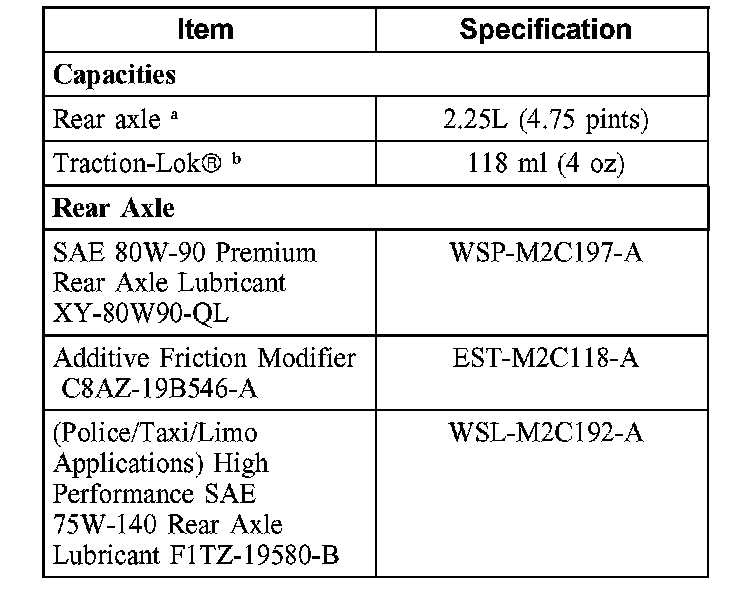 Item Specification
Capacities
Rear axle a 2.25L (4.75 pints)
Traction-Lok® b 118 ml (4 oz)
Rear Axle
SAE 80W-90 Premium WSP-M2C197-A
Rear Axle Lubricant
XY-80W90-QL
Additive Friction Modifier EST-M2C118-A
C8AZ-19B546-A
(Police/Taxi/Limo WSL-M2C192-A
Applications) High
Performance SAE
75W-140 Rear Axle
Lubricant F1TZ-19580-B